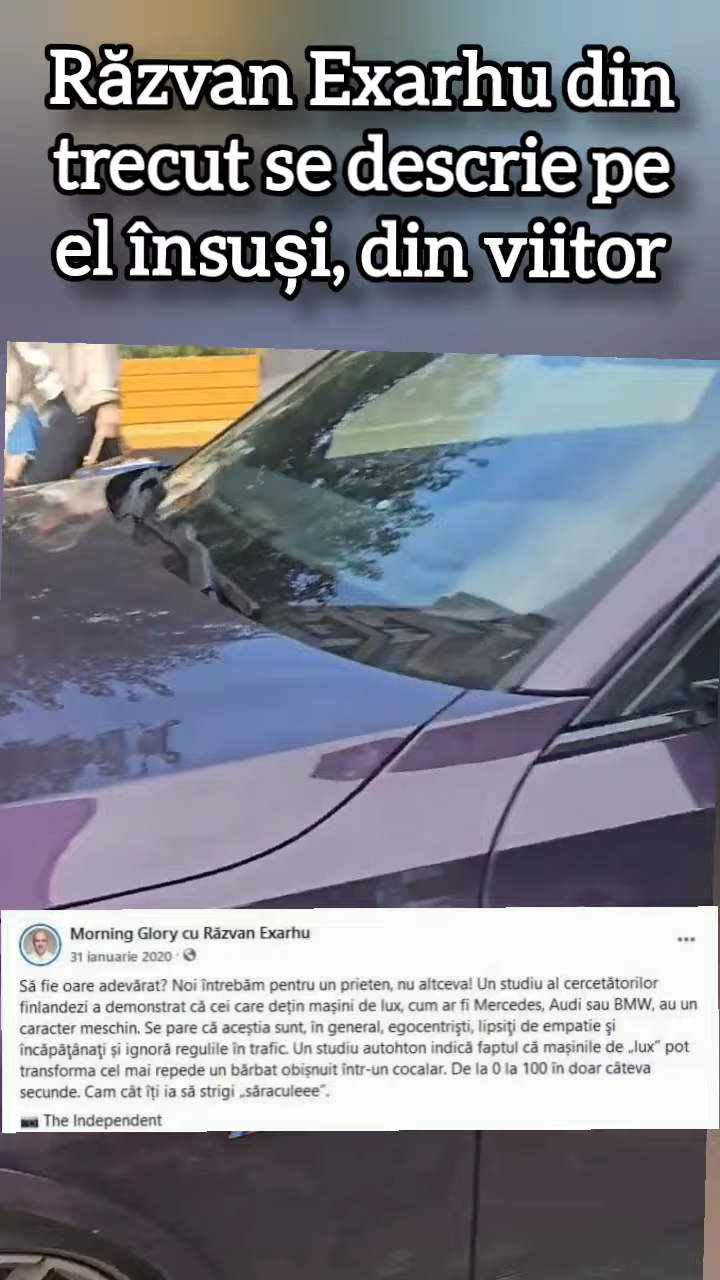 Răzvan Exarhu din
trecut se descrie pe
el însuși, din viitor
Morning Glory cu Răzvan Exarhu
31 ianuarie 2020 ·
Să fie oare adevărat? Noi întrebăm pentru un prieten, nu altceva! Un studiu al cercetătorilor
finlandezi a demonstrat că cei care dețin mașini de lux, cum ar fi Mercedes, Audi sau BMW, au un
caracter meschin. Se pare că aceștia sunt, în general, egocentrişti, lipsiţi de empatie şi
încăpăţânaţi și ignoră regulile în trafic. Un studiu autohton indică faptul că mașinile de „lux” pot
transforma cel mai repede un bărbat obișnuit într-un cocalar. De la 0 la 100 în doar câteva
secunde. Cam cât îți ia să strigi „săraculeee”.
The Independent